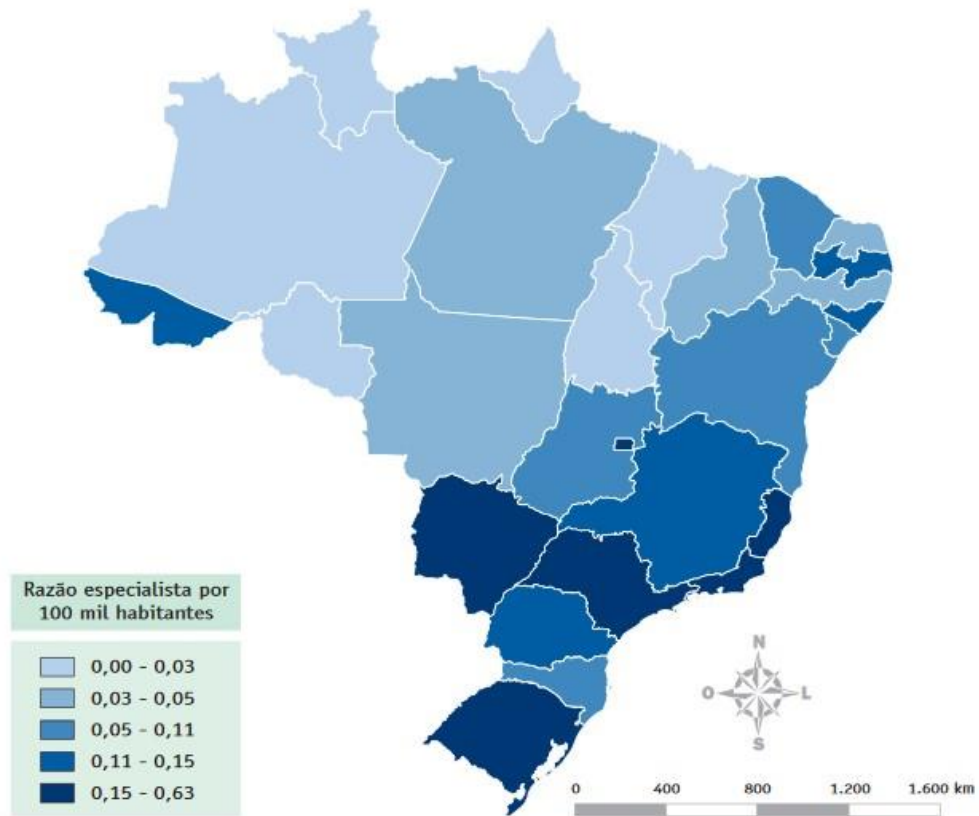 Razão especialista por
100 mil habitantes
0,00 - 0,03
0,03 - 0,05
0,05 - 0,11
0,11 - 0,15
0,15 - 0,63
N
O L
S
0 400 800 1.200 1.600 km